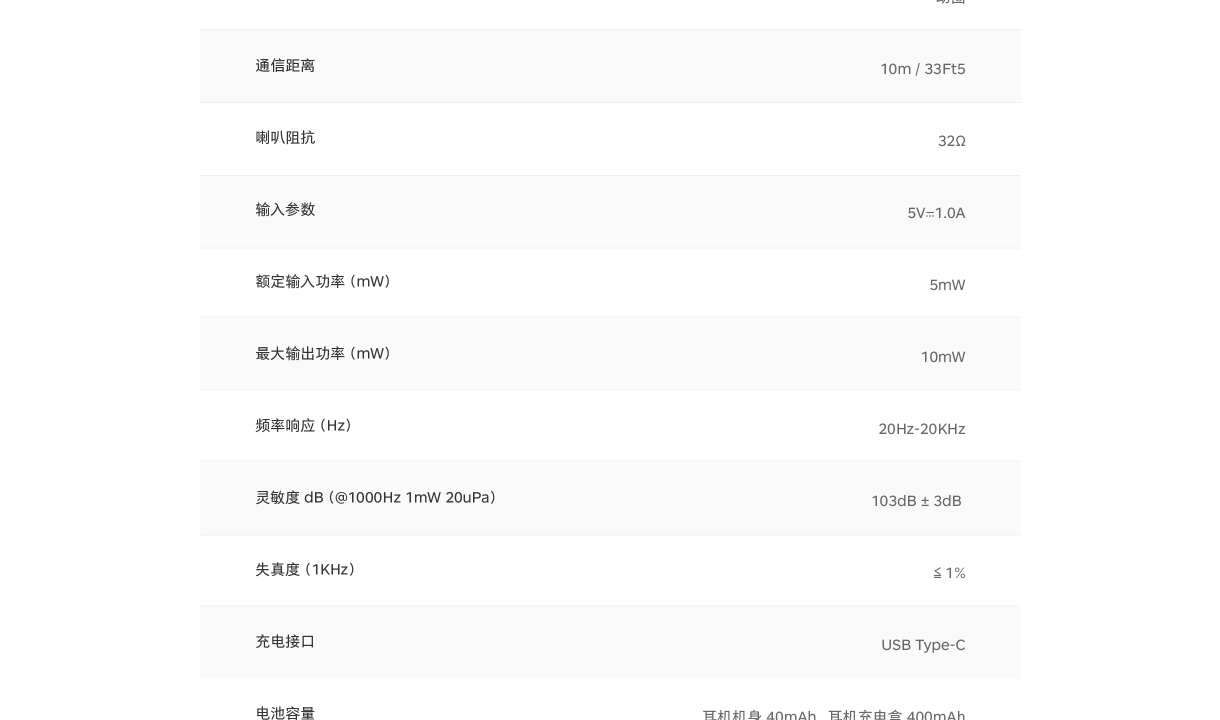 动圈
通信距离 10m / 33Ft5
喇叭阻抗 32Ω
输入参数 5V⎓1.0A
额定输入功率 (mW) 5mW
最大输出功率 (mW) 10mW
频率响应 (Hz) 20Hz-20KHz
灵敏度 dB (@1000Hz 1mW 20uPa) 103dB ± 3dB
失真度 (1KHz) ≦ 1%
充电接口 USB Type-C
电池容量 耳机机身 40mAh 耳机充电盒 400mAh